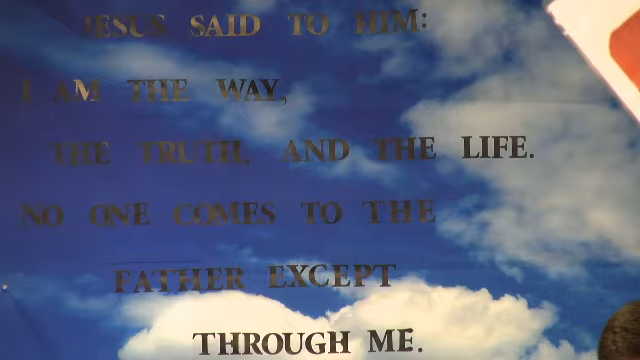 JESUS SAID TO HIM:
I AM THE WAY,
THE TRUTH, AND THE LIFE.
NO ONE COMES TO THE
FATHER EXCEPT
THROUGH ME.